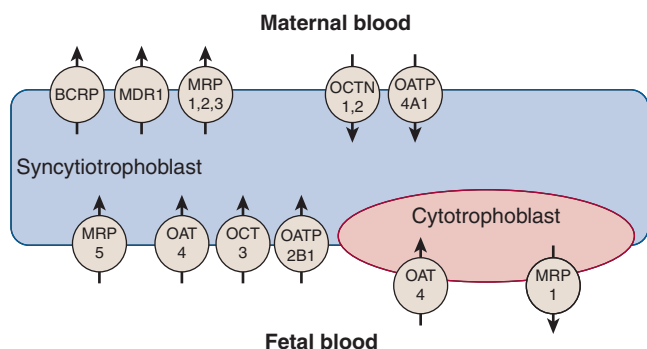 Maternal blood
BCRP
MDR1
MRP
1,2,3
OCTN
1,2
OATP
4A1
Syncytiotrophoblast
Cytotrophoblast
MRP
5
OAT
4
OCT
3
OATP
2B1
OAT
4
MRP
1
Fetal blood